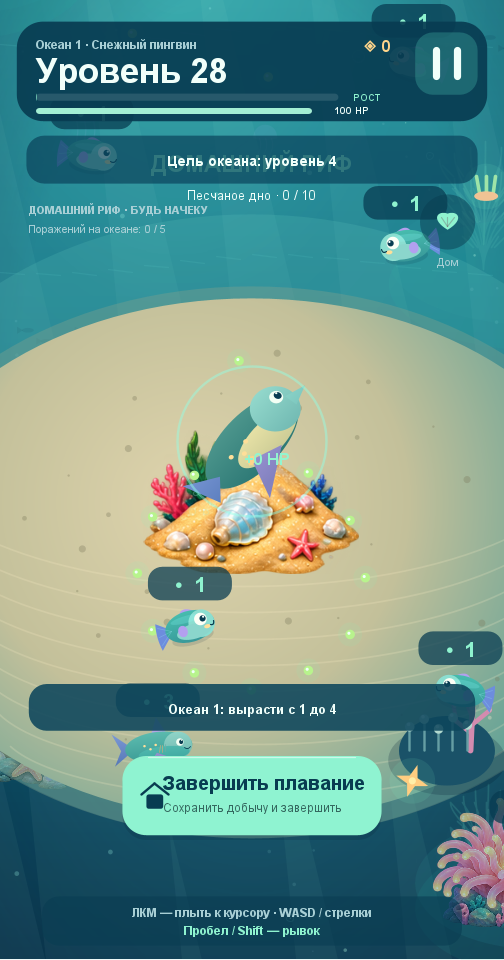 • 1
Океан 1 · Снежный пингвин
◈ 0
Уровень 28
РОСТ
100 HP
Цель океана: уровень 4
Песчаное дно · 0 / 10
• 1
ДОМАШНИЙ РИФ · БУДЬ НАЧЕКУ
Поражений на океане: 0 / 5
Дом
+0 HP
• 1
• 1
Океан 1: вырасти с 1 до 4
Завершить плавание
Сохранить добычу и завершить
ЛКМ — плыть к курсору · WASD / стрелки
Пробел / Shift — рывок